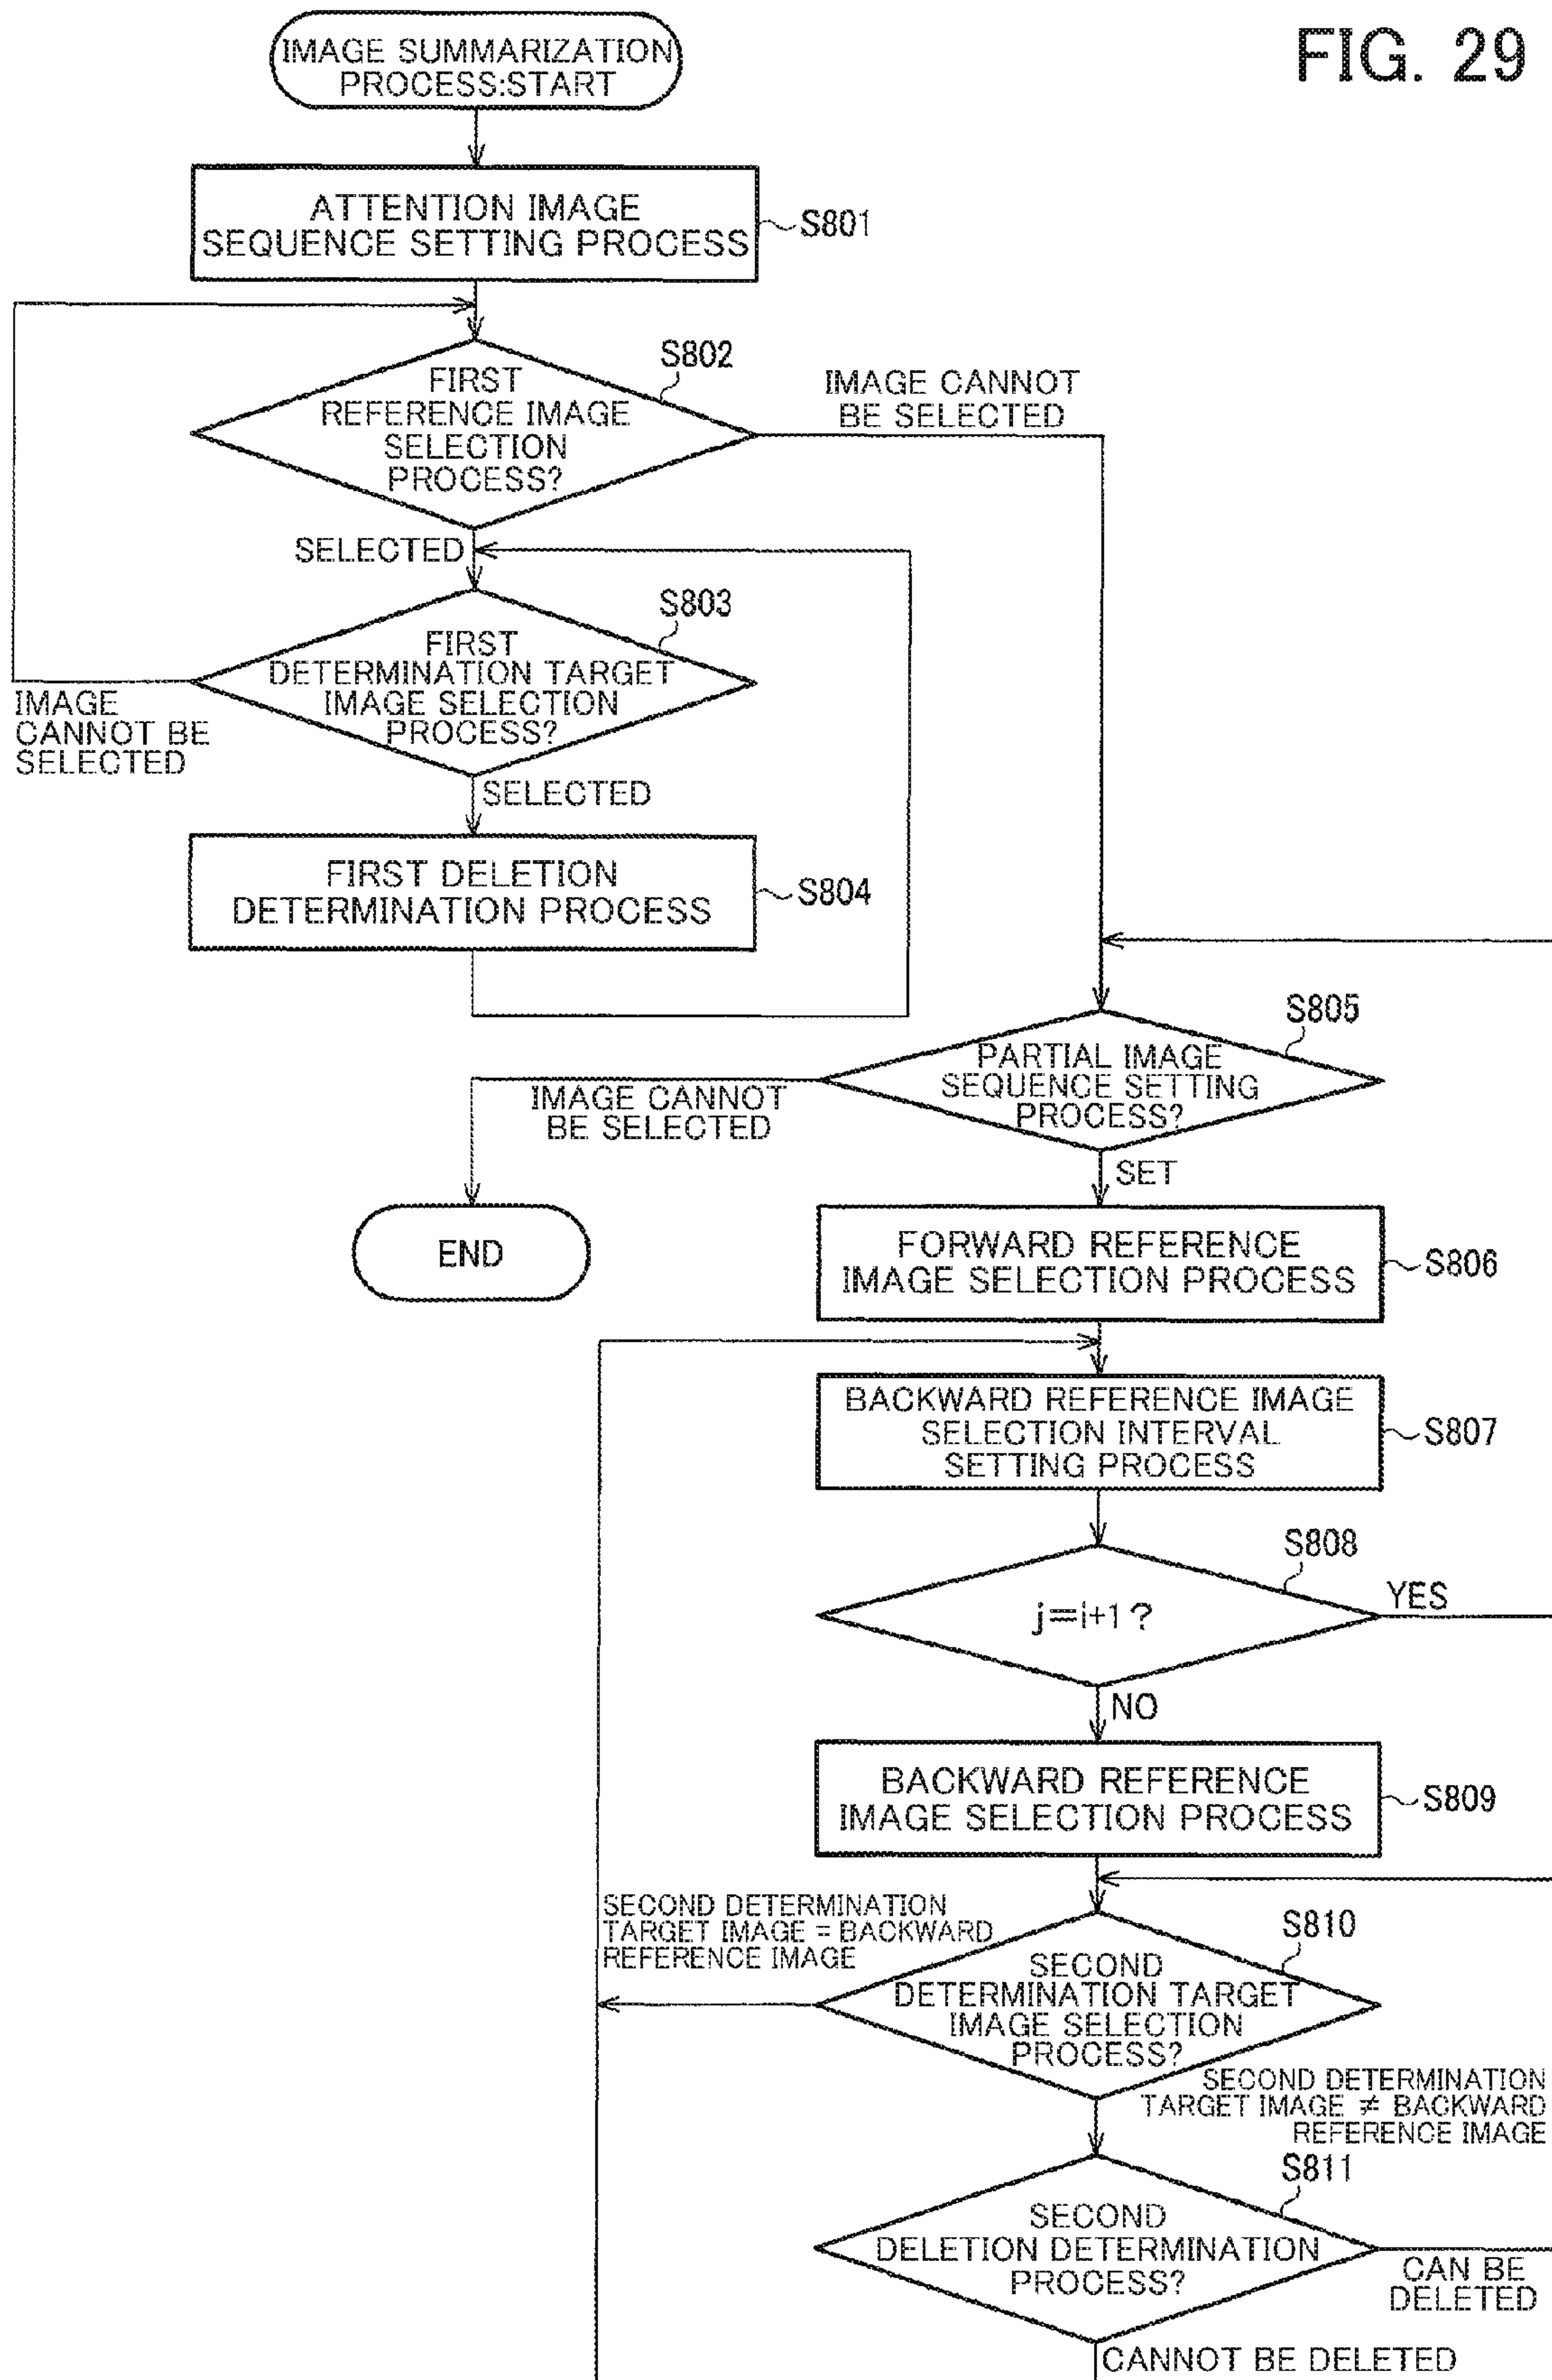 FIG. 29
IMAGE SUMMARIZATION
PROCESS:START
ATTENTION IMAGE
SEQUENCE SETTING PROCESS
S801
S802
FIRST
REFERENCE IMAGE
SELECTION
PROCESS?
IMAGE CANNOT
BE SELECTED
SELECTED
S803
FIRST
DETERMINATION TARGET
IMAGE SELECTION
PROCESS?
IMAGE
CANNOT BE
SELECTED
SELECTED
FIRST DELETION
DETERMINATION PROCESS
S804
S805
PARTIAL IMAGE
SEQUENCE SETTING
PROCESS?
IMAGE CANNOT
BE SELECTED
SET
END
FORWARD REFERENCE
IMAGE SELECTION PROCESS
S806
BACKWARD REFERENCE IMAGE
SELECTION INTERVAL
SETTING PROCESS
S807
S808
j=i+1?
YES
NO
BACKWARD REFERENCE
IMAGE SELECTION PROCESS
S809
SECOND DETERMINATION
TARGET IMAGE = BACKWARD
REFERENCE IMAGE
S810
SECOND
DETERMINATION TARGET
IMAGE SELECTION
PROCESS?
SECOND DETERMINATION
TARGET IMAGE ≠ BACKWARD
REFERENCE IMAGE
S811
SECOND
DELETION DETERMINATION
PROCESS?
CAN BE
DELETED
CANNOT BE DELETED